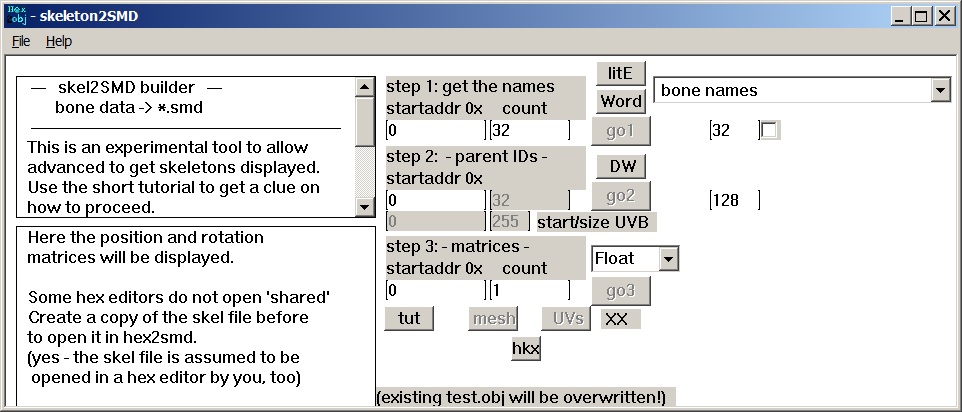 Hex obj - skeleton2SMD
File Help
— skel2SMD builder —
bone data -> *.smd
This is an experimental tool to allow
advanced to get skeletons displayed.
Use the short tutorial to get a clue on
how to proceed.
Here the position and rotation
matrices will be displayed.
Some hex editors do not open 'shared'
Create a copy of the skel file before
to open it in hex2smd.
(yes - the skel file is assumed to be
opened in a hex editor by you, too)
step 1: get the names
startaddr 0x count
0 32
litE
Word
go1
bone names
32
step 2: - parent IDs -
startaddr 0x
0 32
0 255 start/size UVB
DW
go2
128
step 3: - matrices -
startaddr 0x count
0 1
Float
go3
tut mesh UVs XX
hkx
(existing test.obj will be overwritten!)